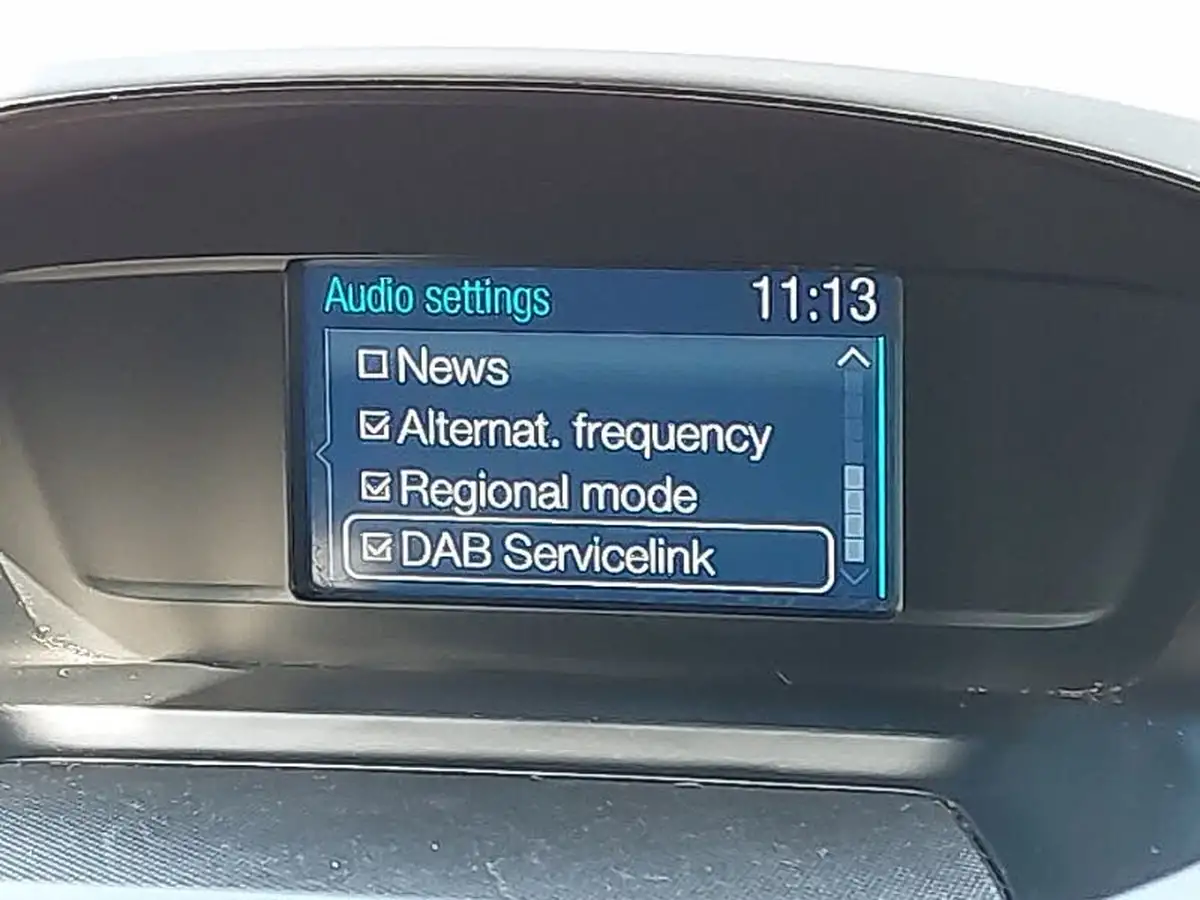 Audio settings 11:13
News
Alternat. frequency
Regional mode
DAB Servicelink